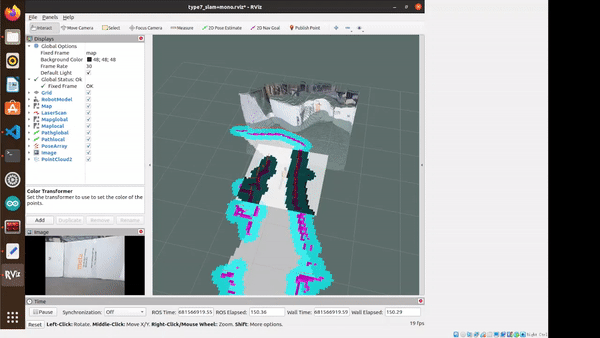 type7_slam+mono.rviz* - RViz
File Panels Help
Interact Move Camera Select Focus Camera Measure 2D Pose Estimate 2D Nav Goal Publish Point
Displays
Global Options
Fixed Frame map
Background Color 48; 48; 48
Frame Rate 30
Default Light
Global Status: Ok
Fixed Frame OK
Grid
RobotModel
Map
LaserScan
Mapglobal
Maplocal
Pathglobal
Pathlocal
PoseArray
Image
PointCloud2
Color Transformer
Set the transformer to use to set the color of the
points.
Add Duplicate Remove Rename
Image
Time
Pause Synchronization: Off ROS Time: 681566919.55 ROS Elapsed: 150.36 Wall Time: 681566919.59 Wall Elapsed: 150.29
Reset Left-Click: Rotate. Middle-Click: Move X/Y. Right-Click/Mouse Wheel: Zoom. Shift: More options. 19 fps
RViz